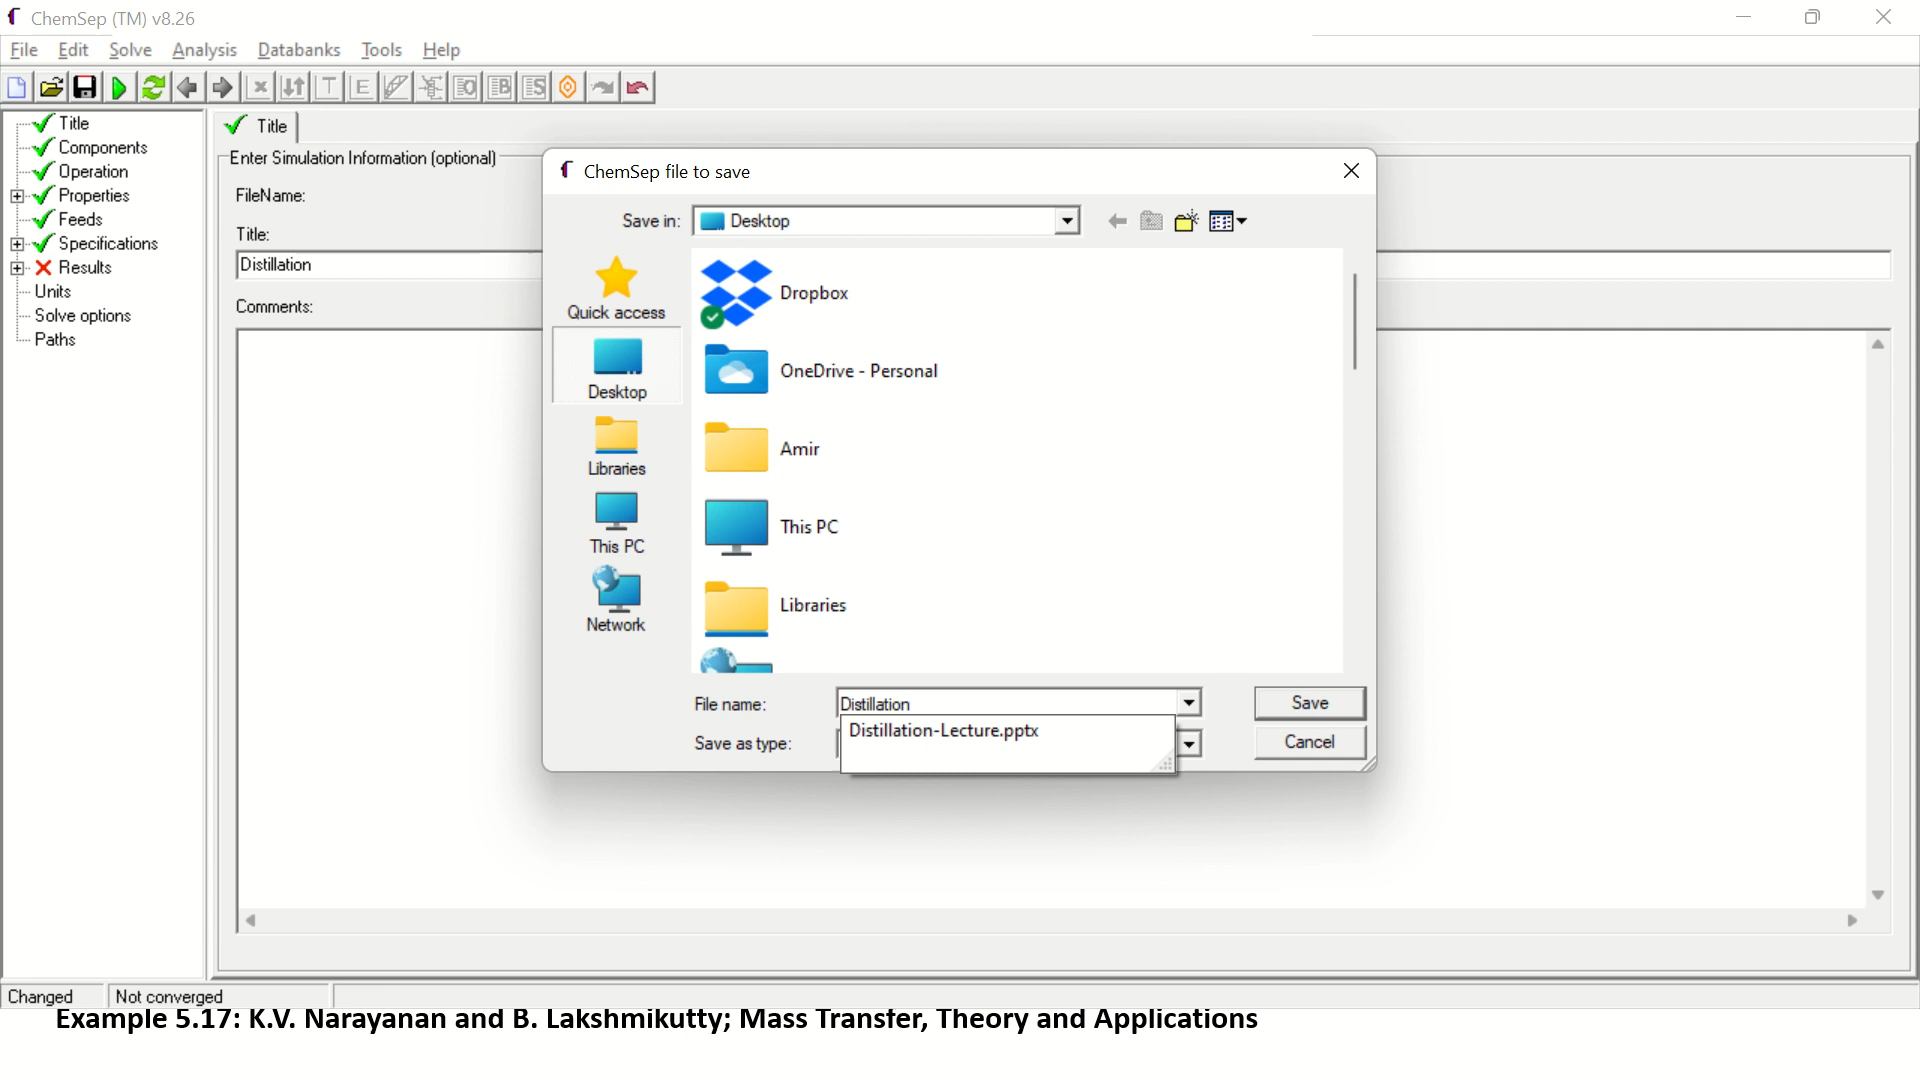 ChemSep (TM) v8.26
File Edit Solve Analysis Databanks Tools Help
Title
Components
Operation
Properties
Feeds
Specifications
Results
Units
Solve options
Paths
Title
Enter Simulation Information (optional)
FileName:
Title:
Distillation
Comments:
ChemSep file to save
Save in: Desktop
Quick access
Desktop
Libraries
This PC
Network
Dropbox
OneDrive - Personal
Amir
This PC
Libraries
File name: Distillation Save
Distillation-Lecture.pptx
Save as type: Cancel
Changed Not converged
Example 5.17: K.V. Narayanan and B. Lakshmikutty; Mass Transfer, Theory and Applications